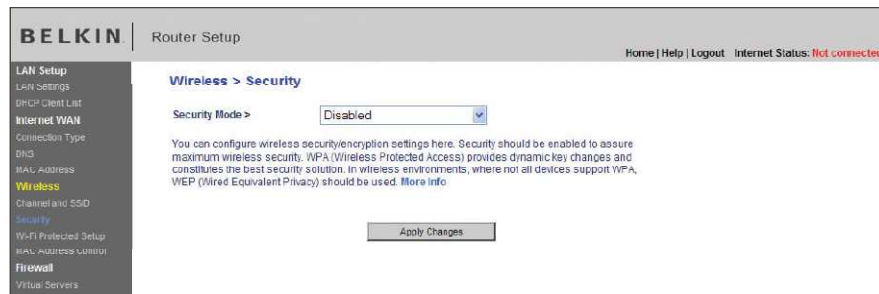 BELKIN. Router Setup
Home | Help | Logout Internet Status: Not connected
LAN Setup
LAN Settings
DHCP Client List
Internet WAN
Connection Type
DNS
MAC Address
Wireless
Channel and SSID
Security
Wi-Fi Protected Setup
MAC Address Control
Firewall
Virtual Servers
Wireless > Security
Security Mode > Disabled
You can configure wireless security/encryption settings here. Security should be enabled to assure
maximum wireless security. WPA (Wireless Protected Access) provides dynamic key changes and
constitutes the best security solution. In wireless environments, where not all devices support WPA,
WEP (Wired Equivalent Privacy) should be used. More Info
Apply Changes